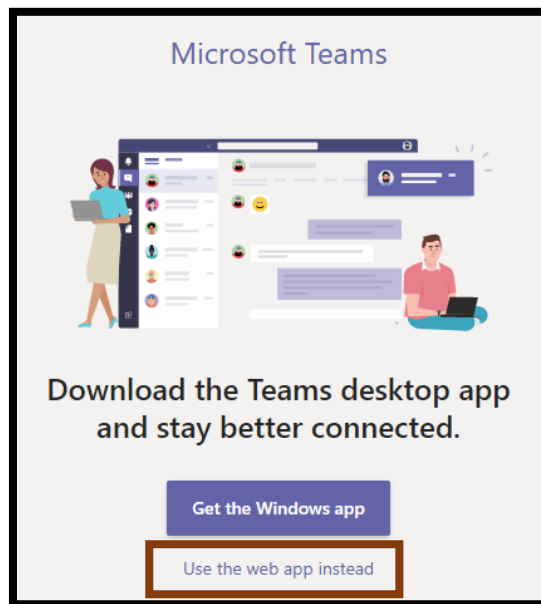 Microsoft Teams
Download the Teams desktop app
and stay better connected.
Get the Windows app
Use the web app instead